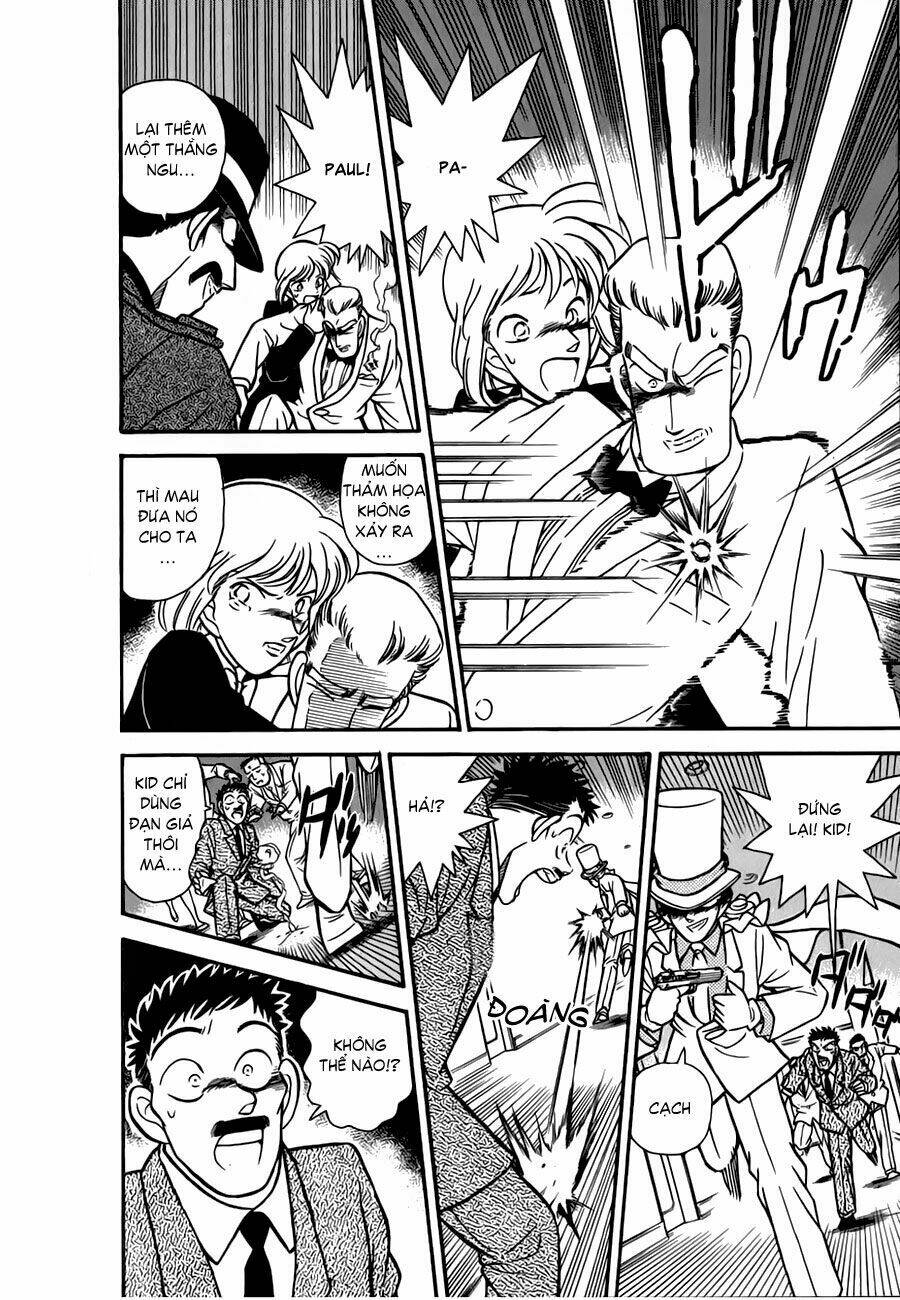 PA-
PAUL!
LẠI THÊM
MỘT THẰNG
NGU...
MUỐN
THẢM HỌA
KHÔNG
XẢY RA
...
THÌ MAU
ĐƯA NÓ
CHO TA
...
ĐỨNG
LẠI! KID!
CẠCH
HẢ!?
ĐOÀNG
KID CHỈ
DÙNG
ĐẠN GIẢ
THÔI
MÀ...
KHÔNG
THỂ NÀO!?